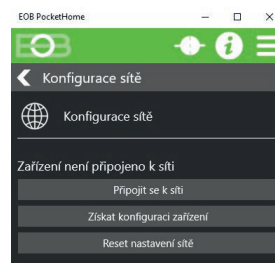 EOB PocketHome
EOB
Konfigurace sítě
Konfigurace sítě
Zařízení není připojeno k síti
Připojit se k síti
Získat konfiguraci zařízení
Reset nastavení sítě